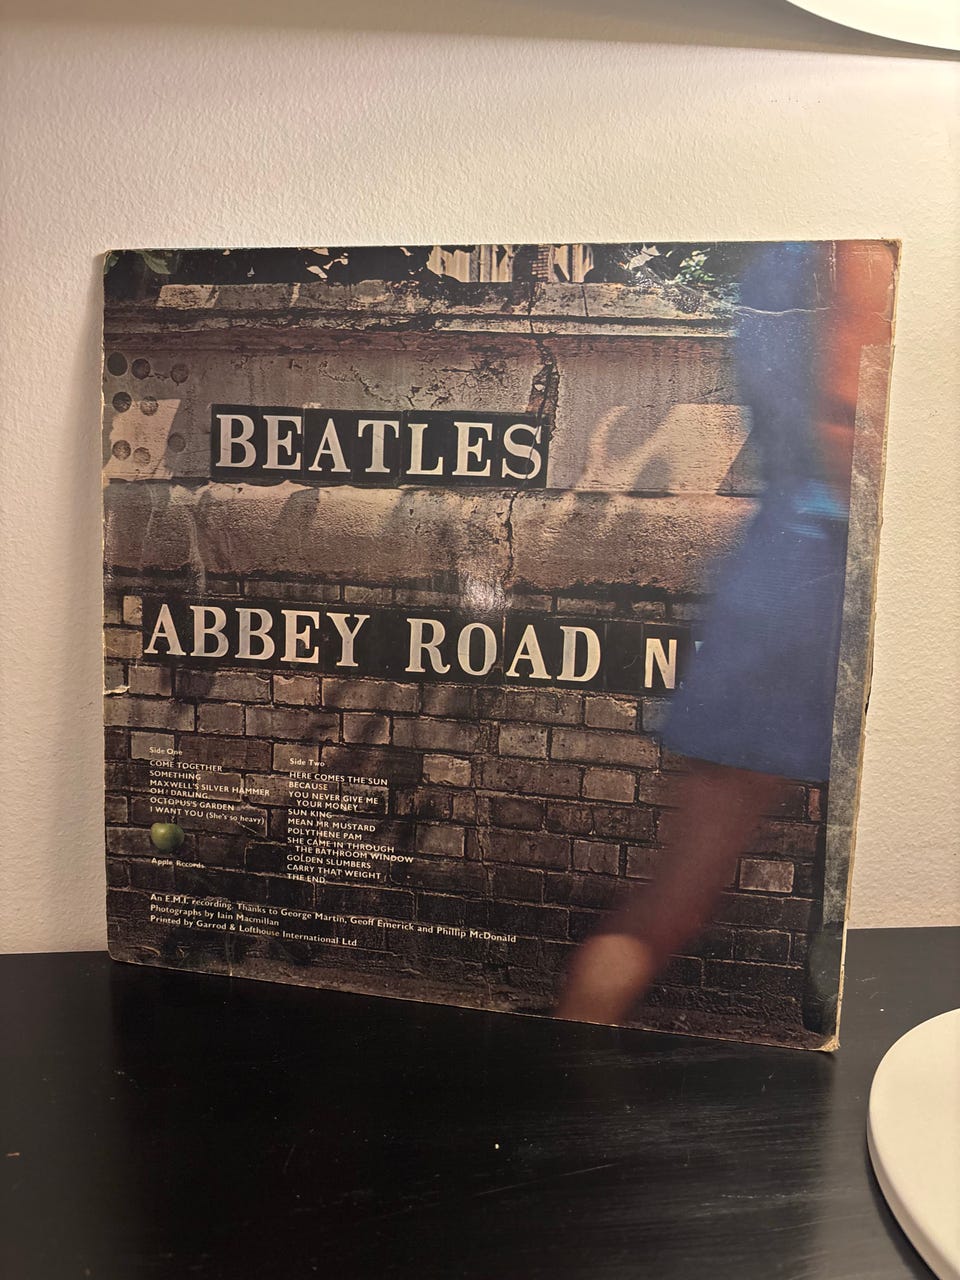 BEATLES
ABBEY ROAD N
Side One
COME TOGETHER
SOMETHING
MAXWELL'S SILVER HAMMER
OH! DARLING
OCTOPUS'S GARDEN
I WANT YOU (She's so heavy)
Apple Records
Side Two
HERE COMES THE SUN
BECAUSE
YOU NEVER GIVE ME
YOUR MONEY
SUN KING
MEAN MR MUSTARD
POLYTHENE PAM
SHE CAME IN THROUGH
THE BATHROOM WINDOW
GOLDEN SLUMBERS
CARRY THAT WEIGHT
THE END
An E.M.I. recording. Thanks to George Martin, Geoff Emerick and Phillip McDonald
Photographs by Iain Macmillan
Printed by Garrod & Lofthouse International Ltd